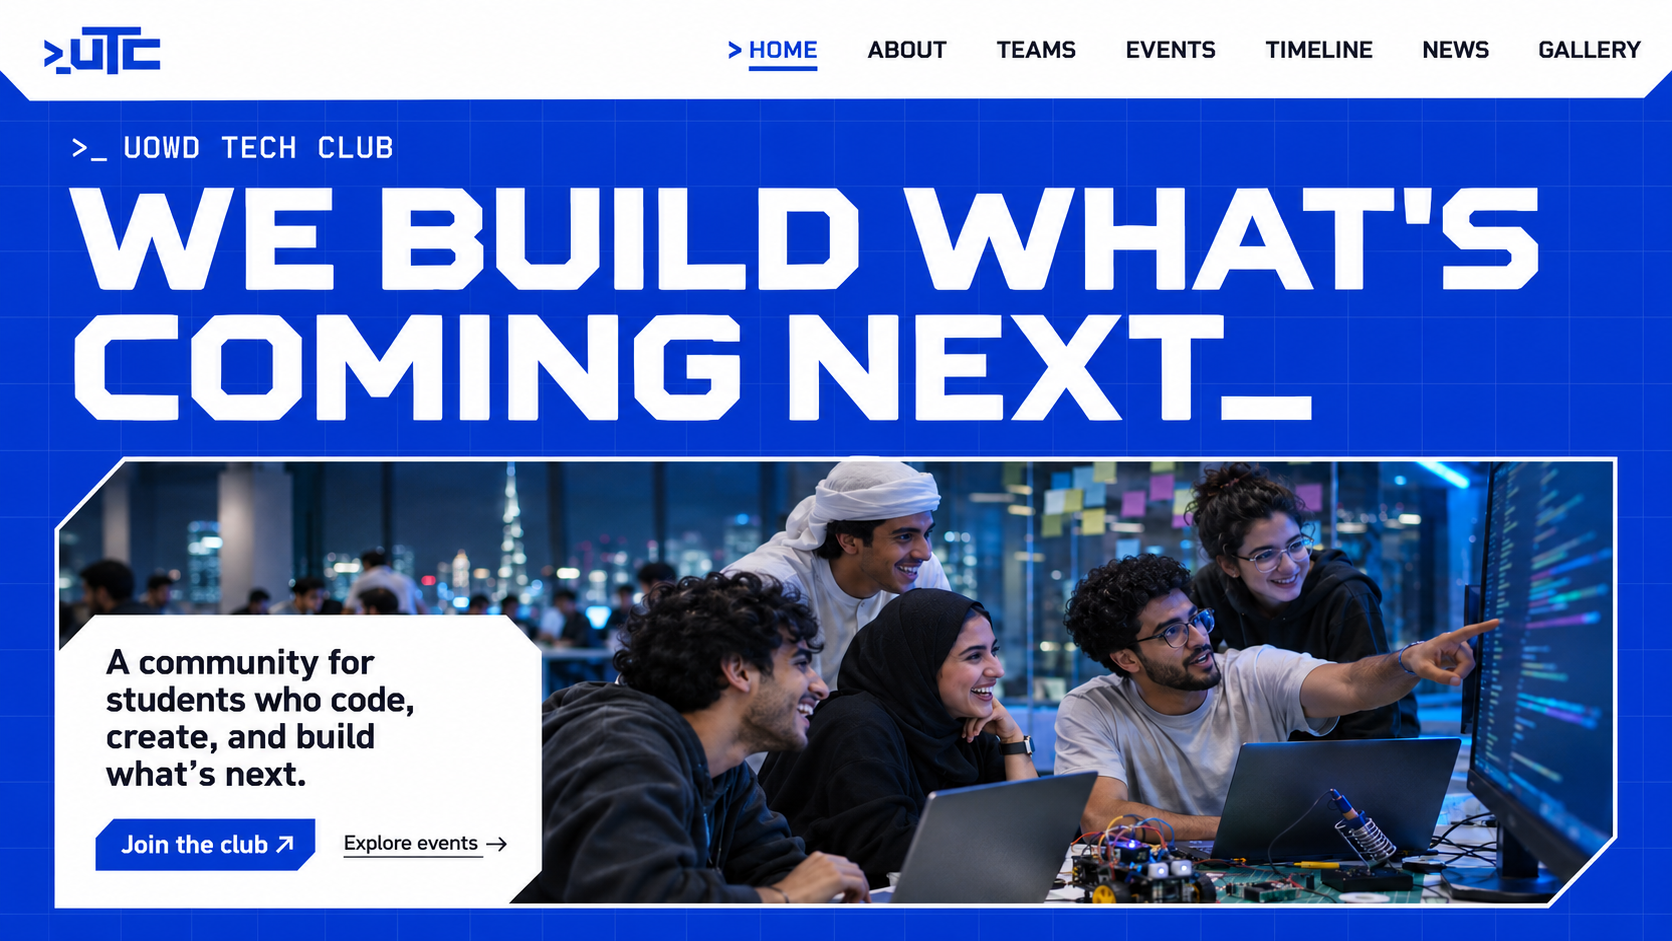 >_UTC
> HOME ABOUT TEAMS EVENTS TIMELINE NEWS GALLERY
>_ UOWD TECH CLUB
WE BUILD WHAT'S
COMING NEXT_
A community for
students who code,
create, and build
what’s next.
Join the club ↗ Explore events →